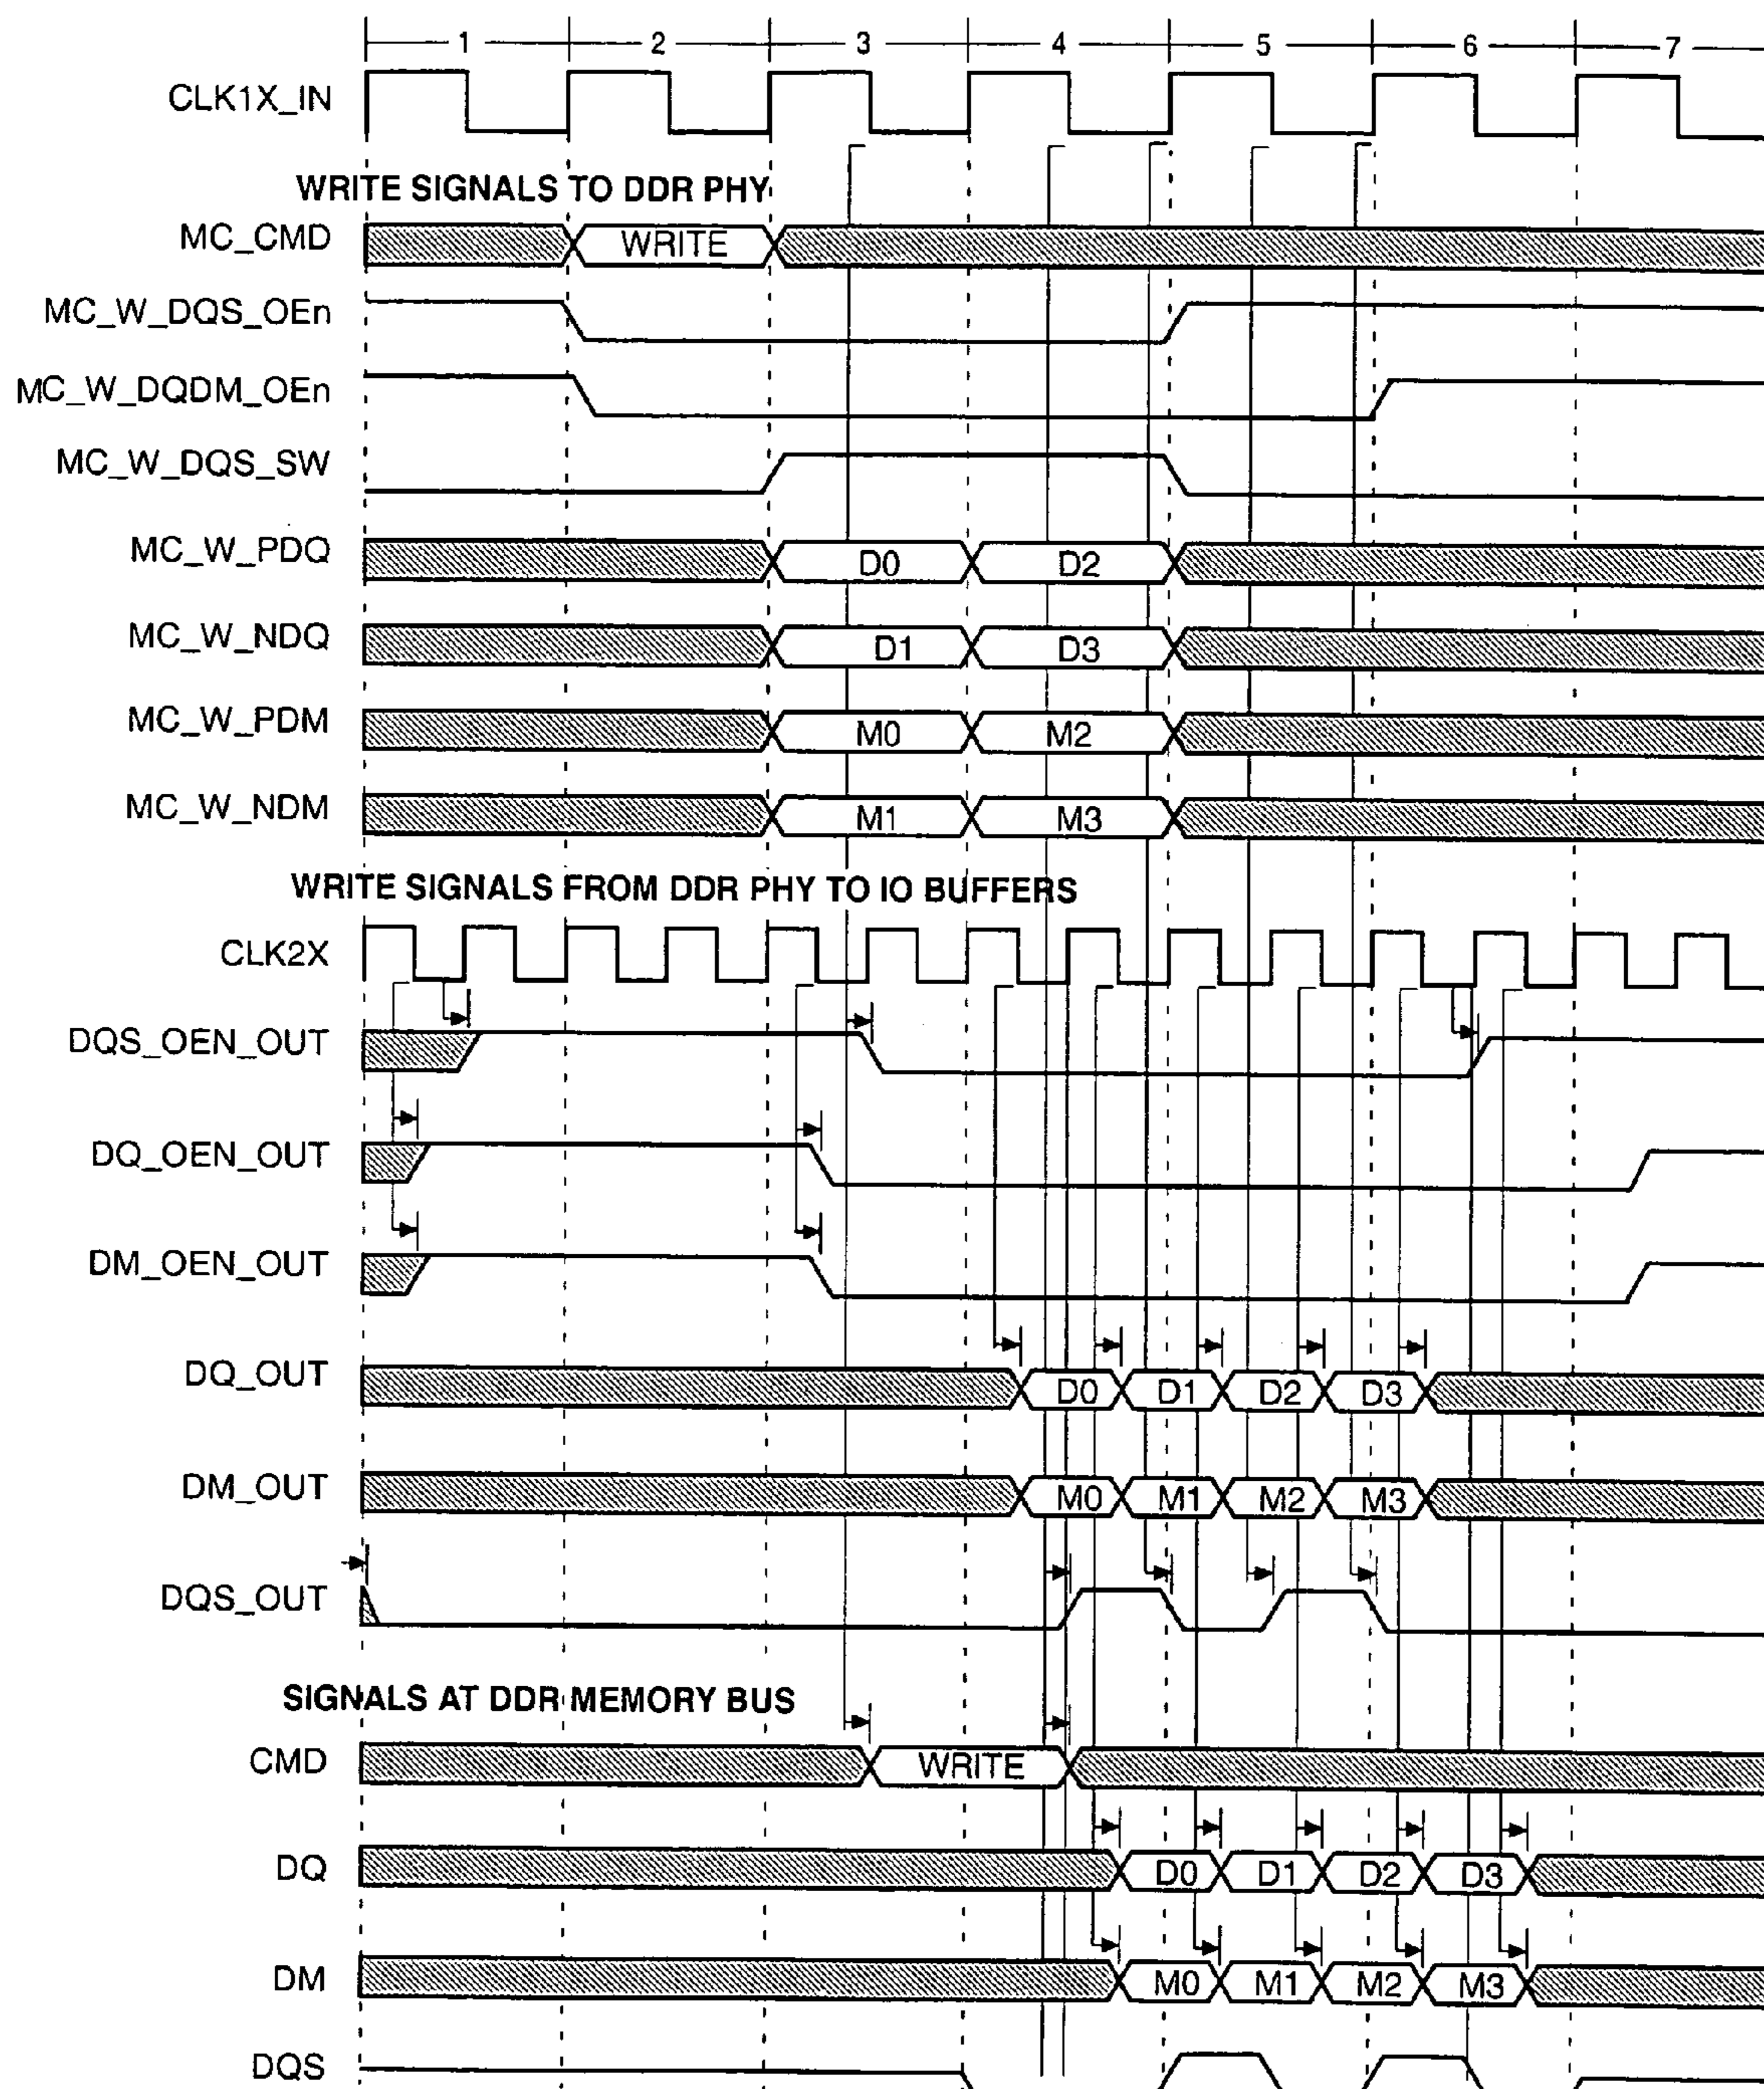 1 2 3 4 5 6 7
CLK1X_IN
WRITE SIGNALS TO DDR PHY
MC_CMD WRITE
MC_W_DQS_OEn
MC_W_DQDM_OEn
MC_W_DQS_SW
MC_W_PDQ D0 D2
MC_W_NDQ D1 D3
MC_W_PDM M0 M2
MC_W_NDM M1 M3
WRITE SIGNALS FROM DDR PHY TO IO BUFFERS
CLK2X
DQS_OEN_OUT
DQ_OEN_OUT
DM_OEN_OUT
DQ_OUT D0 D1 D2 D3
DM_OUT M0 M1 M2 M3
DQS_OUT
SIGNALS AT DDR MEMORY BUS
CMD WRITE
DQ D0 D1 D2 D3
DM M0 M1 M2 M3
DQS